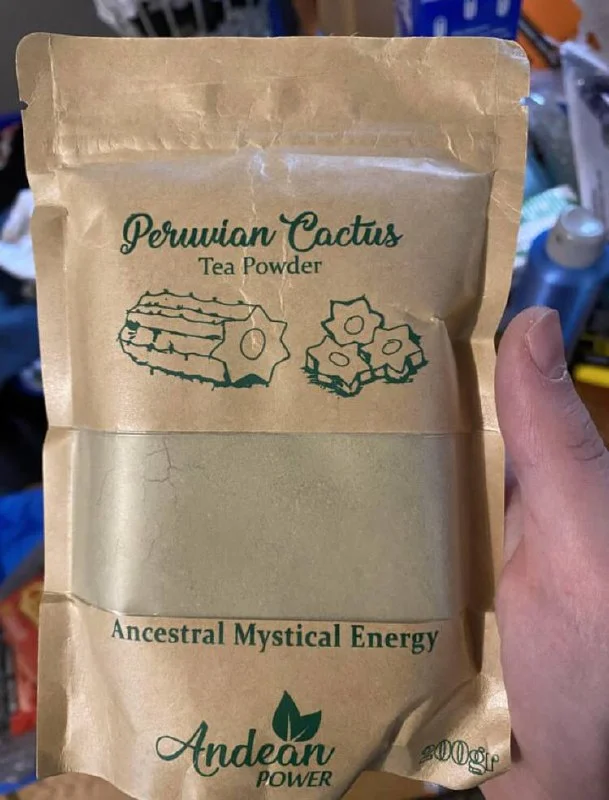 Peruvian Cactus
Tea Powder
Ancestral Mystical Energy
Andean
POWER
200gr